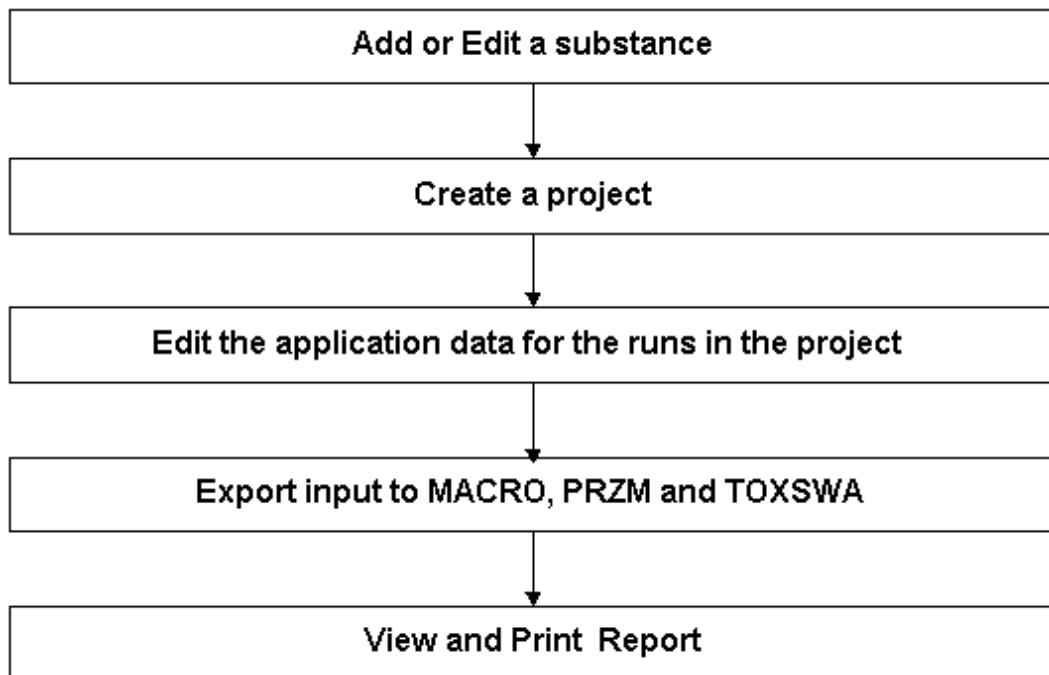 Add or Edit a substance
Create a project
Edit the application data for the runs in the project
Export input to MACRO, PRZM and TOXSWA
View and Print Report